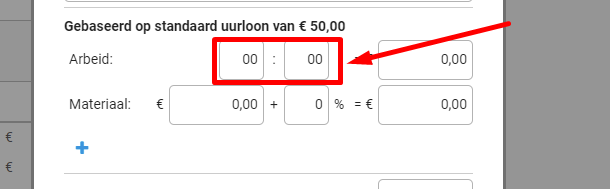 Gebaseerd op standaard uurloon van € 50,00
Arbeid: 00 : 00 = € 0,00
Materiaal: € 0,00 + 0 % = € 0,00
+
€
€